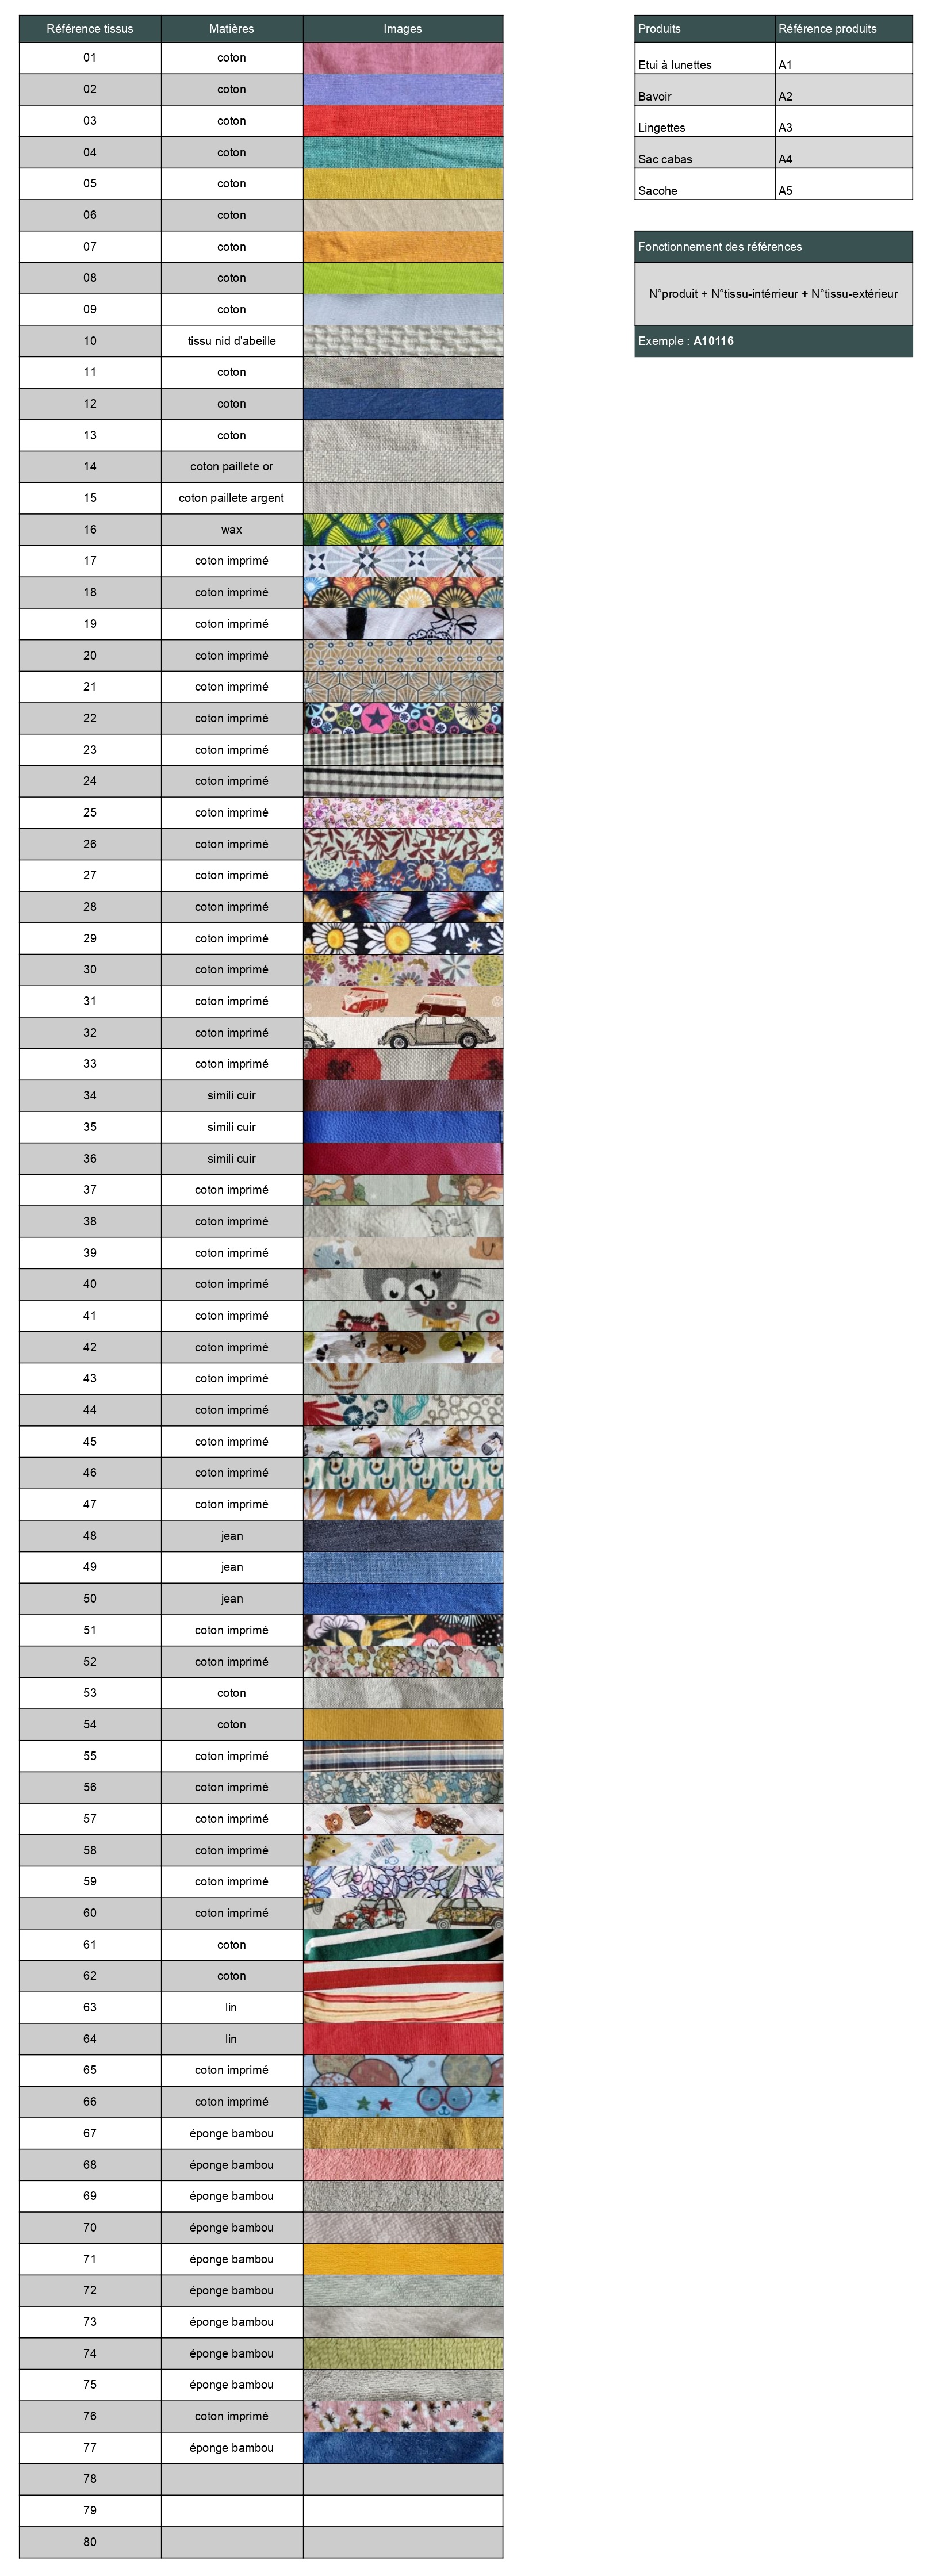 Référence tissus Matières Images
01 coton
02 coton
03 coton
04 coton
05 coton
06 coton
07 coton
08 coton
09 coton
10 tissu nid d'abeille
11 coton
12 coton
13 coton
14 coton paillete or
15 coton paillete argent
16 wax
17 coton imprimé
18 coton imprimé
19 coton imprimé
20 coton imprimé
21 coton imprimé
22 coton imprimé
23 coton imprimé
24 coton imprimé
25 coton imprimé
26 coton imprimé
27 coton imprimé
28 coton imprimé
29 coton imprimé
30 coton imprimé
31 coton imprimé
32 coton imprimé
33 coton imprimé
34 simili cuir
35 simili cuir
36 simili cuir
37 coton imprimé
38 coton imprimé
39 coton imprimé
40 coton imprimé
41 coton imprimé
42 coton imprimé
43 coton imprimé
44 coton imprimé
45 coton imprimé
46 coton imprimé
47 coton imprimé
48 jean
49 jean
50 jean
51 coton imprimé
52 coton imprimé
53 coton
54 coton
55 coton imprimé
56 coton imprimé
57 coton imprimé
58 coton imprimé
59 coton imprimé
60 coton imprimé
61 coton
62 coton
63 lin
64 lin
65 coton imprimé
66 coton imprimé
67 éponge bambou
68 éponge bambou
69 éponge bambou
70 éponge bambou
71 éponge bambou
72 éponge bambou
73 éponge bambou
74 éponge bambou
75 éponge bambou
76 coton imprimé
77 éponge bambou
78
79
80
Produits Référence produits
Etui à lunettes A1
Bavoir A2
Lingettes A3
Sac cabas A4
Sacohe A5
Fonctionnement des références
N°produit + N°tissu-intérrieur + N°tissu-extérieur
Exemple : A10116